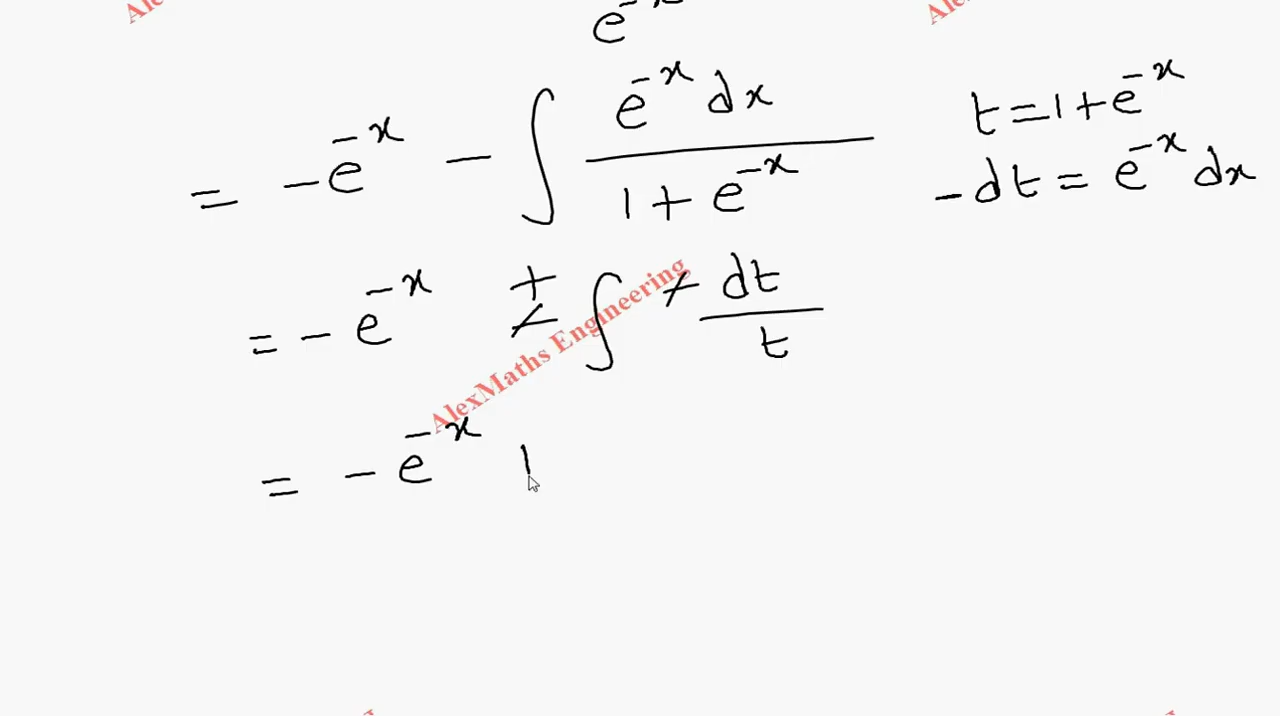 e^{-x}
= -e^{-x} - ∫ e^{-x} dx / (1 + e^{-x})
t = 1 + e^{-x}
-dt = e^{-x} dx
= -e^{-x} + - ∫ - dt / t
AlexMaths Engineering
= -e^{-x}